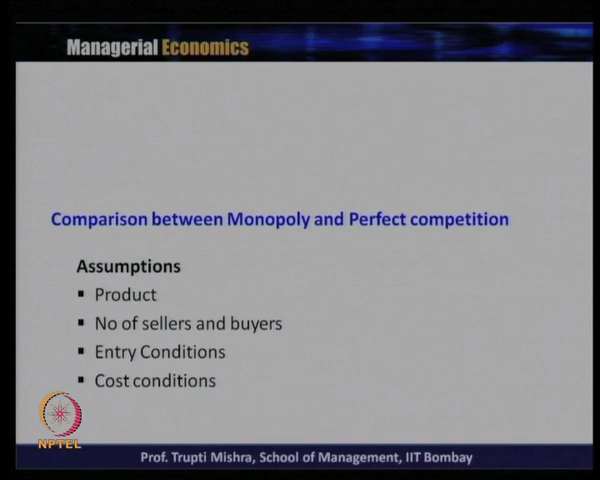 Managerial Economics
Comparison between Monopoly and Perfect competition
Assumptions
▪ Product
▪ No of sellers and buyers
▪ Entry Conditions
▪ Cost conditions
NPTEL
Prof. Trupti Mishra, School of Management, IIT Bombay